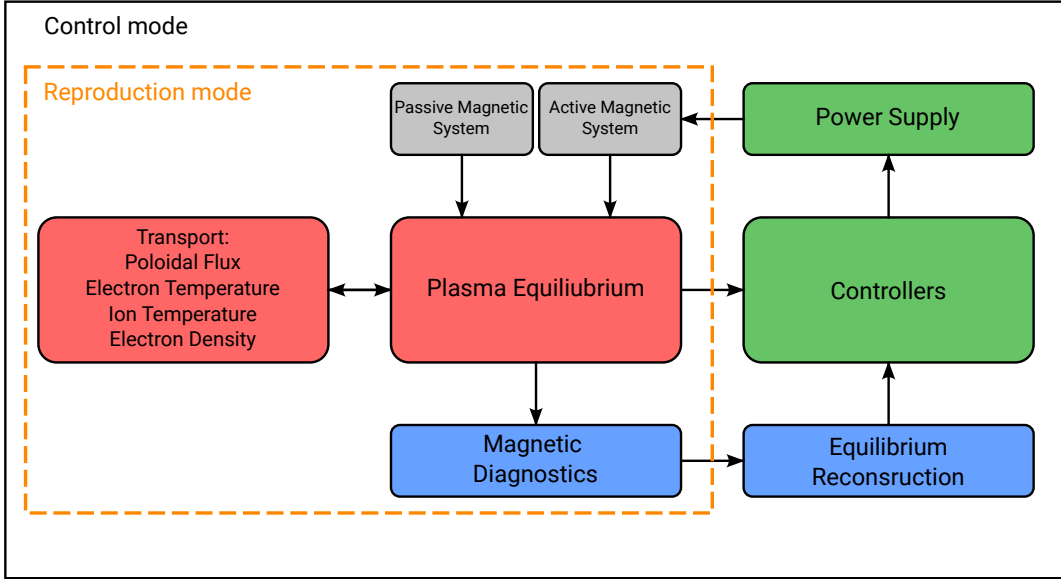 Control mode
Reproduction mode
Passive Magnetic
System
Active Magnetic
System
Power Supply
Transport:
Poloidal Flux
Electron Temperature
Ion Temperature
Electron Density
Plasma Equiliubrium
Controllers
Magnetic
Diagnostics
Equilibrium
Reconsruction